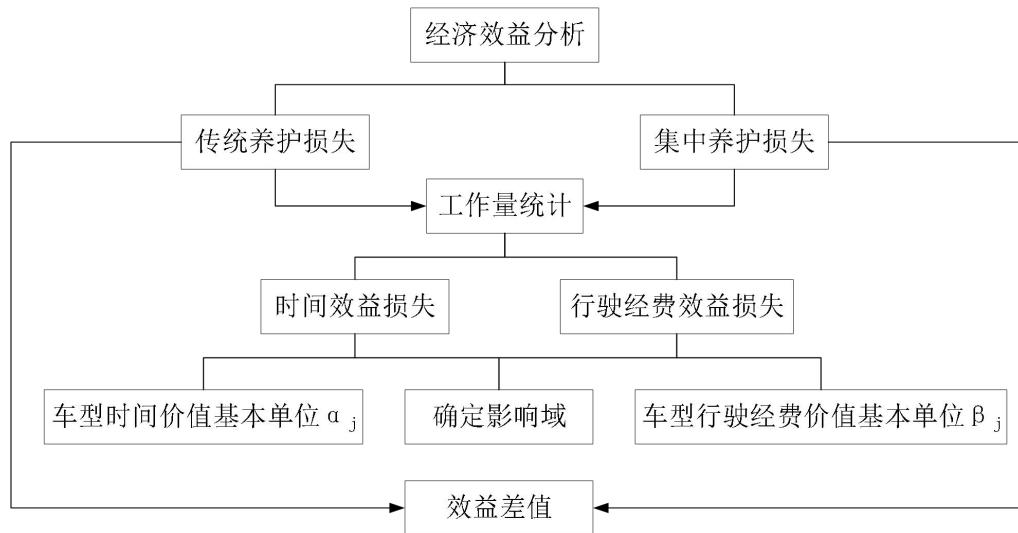 经济效益分析
传统养护损失
集中养护损失
工作量统计
时间效益损失
行驶经费效益损失
车型时间价值基本单位αj
确定影响域
车型行驶经费价值基本单位βj
效益差值